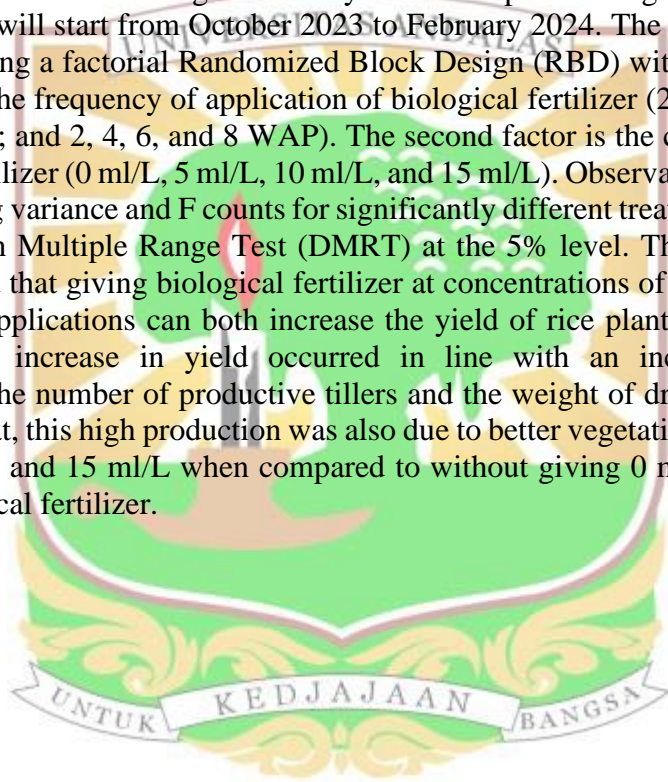 will start from October 2023 to February 2024. The
UNIVERSITAS ANDALAS
ng a factorial Randomized Block Design (RBD) wit
he frequency of application of biological fertilizer (2
; and 2, 4, 6, and 8 WAP). The second factor is the
ilizer (0 ml/L, 5 ml/L, 10 ml/L, and 15 ml/L). Observa
g variance and F counts for significantly different trea
n Multiple Range Test (DMRT) at the 5% level. Th
that giving biological fertilizer at concentrations of
pplications can both increase the yield of rice plant
increase in yield occurred in line with an inc
he number of productive tillers and the weight of dr
at, this high production was also due to better vegetati
and 15 ml/L when compared to without giving 0 m
cal fertilizer.
UNTUK KEDJAJAAN BANGSA